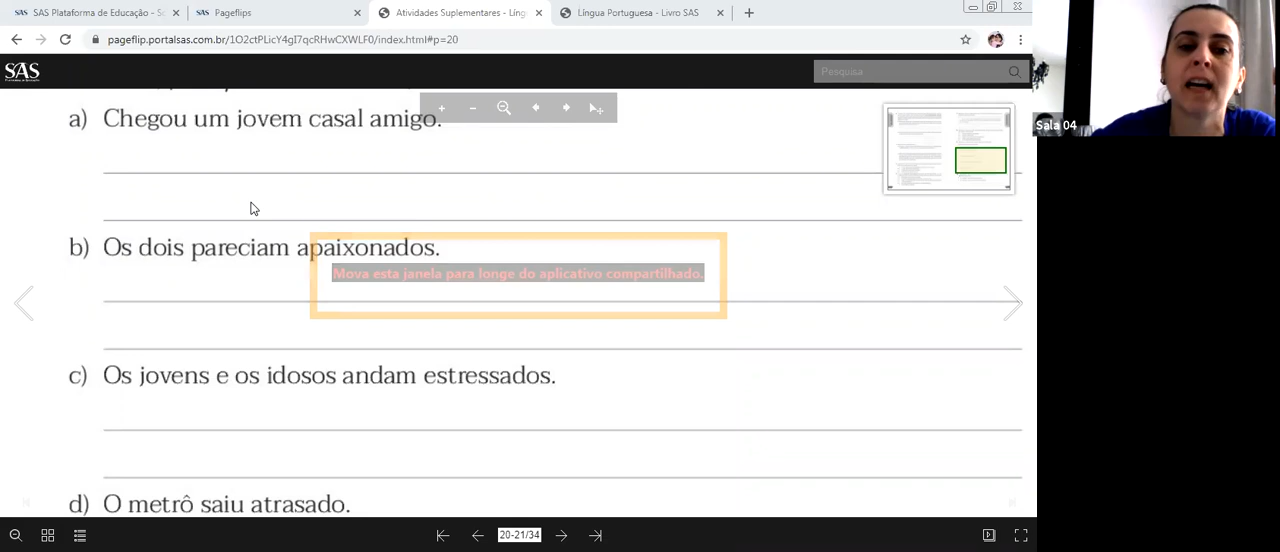 SAS Plataforma de Educação - Sc
Pageflips
Atividades Suplementares - Líng
Língua Portuguesa - Livro SAS
pageflip.portalsas.com.br/1O2ctPLicY4gI7qcRHwCXWLF0/index.html#p=20
SAS
Pesquisa
a) Chegou um jovem casal amigo.
Sala 04
b) Os dois pareciam apaixonados.
Mova esta janela para longe do aplicativo compartilhado.
c) Os jovens e os idosos andam estressados.
d) O metrô saiu atrasado.
20-21/34